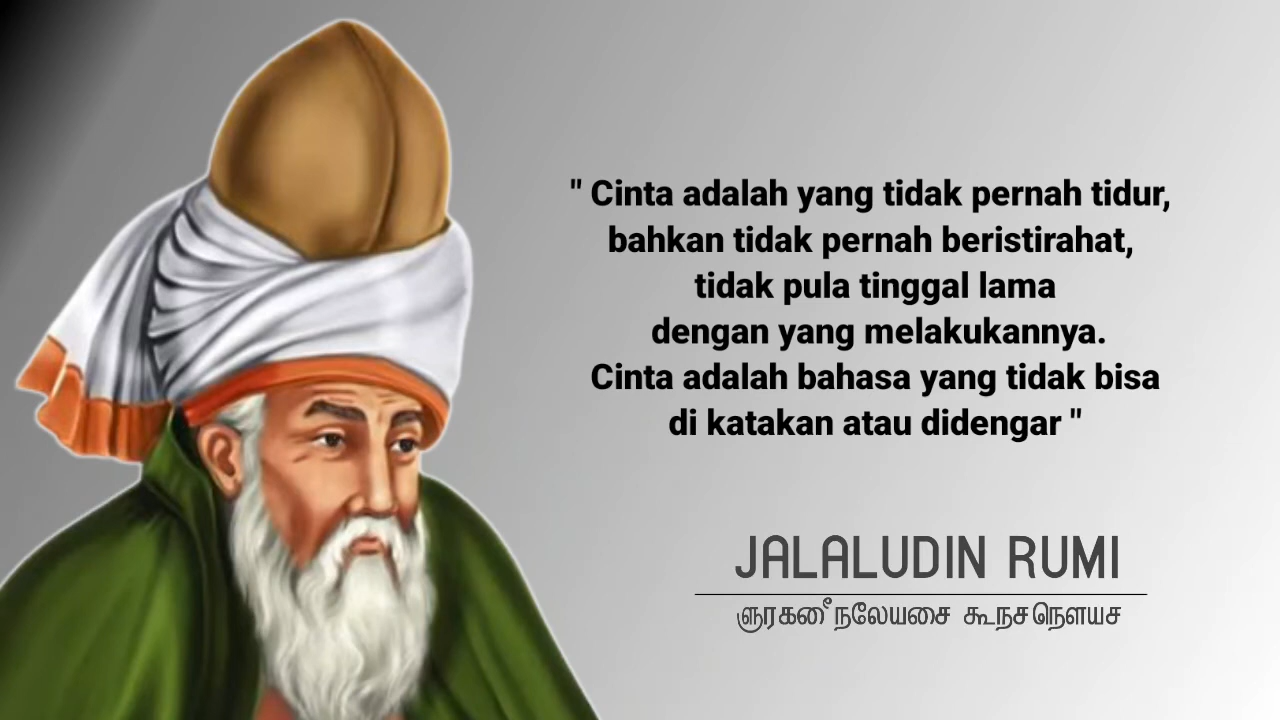 " Cinta adalah yang tidak pernah tidur,
bahkan tidak pernah beristirahat,
tidak pula tinggal lama
dengan yang melakukannya.
Cinta adalah bahasa yang tidak bisa
di katakan atau didengar "
JALALUDIN RUMI